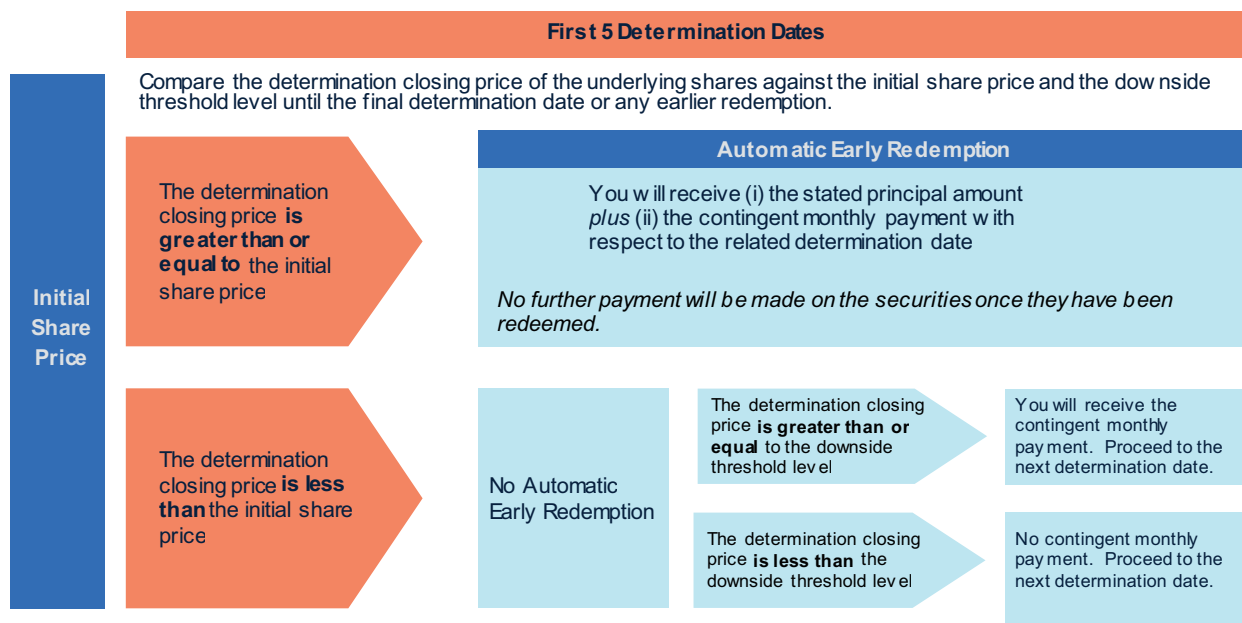 First 5 Determination Dates
Compare the determination closing price of the underlying shares against the initial share price and the downside
threshold level until the final determination date or any earlier redemption.
Initial
Share
Price
The determination
closing price is
greater than or
equal to the initial
share price
Automatic Early Redemption
You will receive (i) the stated principal amount
plus (ii) the contingent monthly payment with
respect to the related determination date
No further payment will be made on the securities once they have been
redeemed.
The determination
closing price is less
than the initial share
price
No Automatic
Early Redemption
The determination closing
price is greater than or
equal to the downside
threshold level
You will receive the
contingent monthly
payment. Proceed to the
next determination date.
The determination closing
price is less than the
downside threshold level
No contingent monthly
payment. Proceed to the
next determination date.